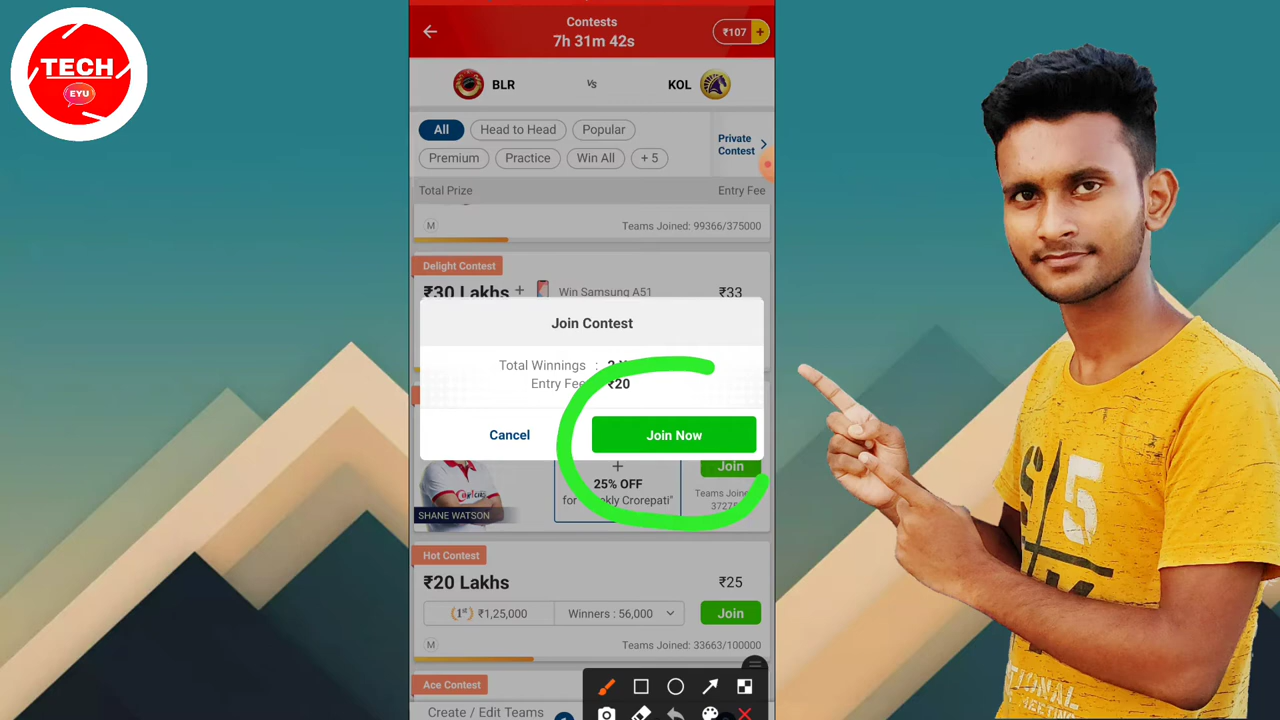 TECH
EYU
Contests
7h 31m 42s
₹107 +
BLR VS KOL
All Head to Head Popular
Premium Practice Win All + 5
Private
Contest
Total Prize Entry Fee
M Teams Joined: 99366/375000
Delight Contest
₹30 Lakhs + Win Samsung A51 ₹33
Join Contest
Total Winnings :
Entry Fee ₹20
Cancel Join Now
+
Join
25% OFF
Teams
SHANE WATSON
Hot Contest
₹20 Lakhs ₹25
1st ₹1,25,000 Winners : 56,000 Join
M Teams Joined: 33663/100000
Ace Contest
Create / Edit Teams
5